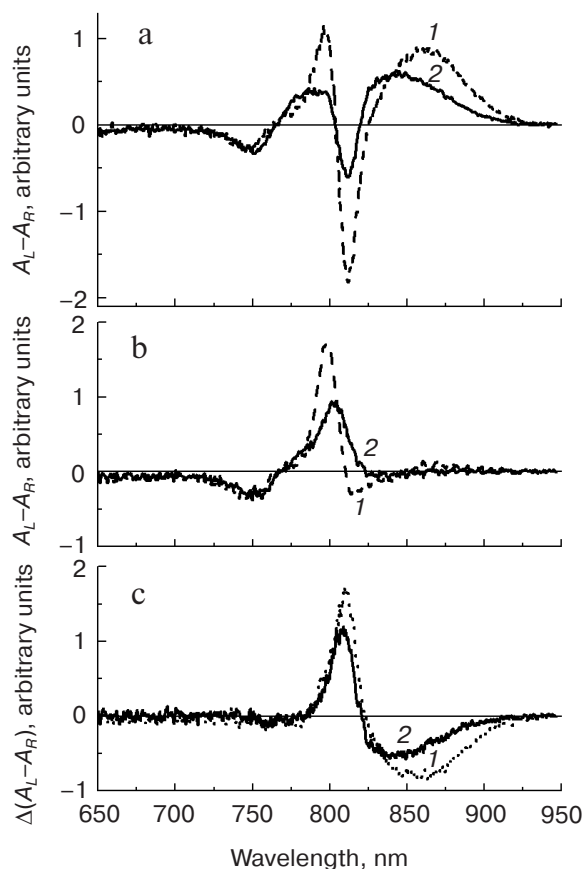 a
1
2
1
0
−1
−2
A_L–A_R, arbitrary units
b
2
1
0
−1
2
1
A_L–A_R, arbitrary units
c
2
1
0
−1
2
1
Δ(A_L–A_R), arbitrary units
650 700 750 800 850 900 950
Wavelength, nm